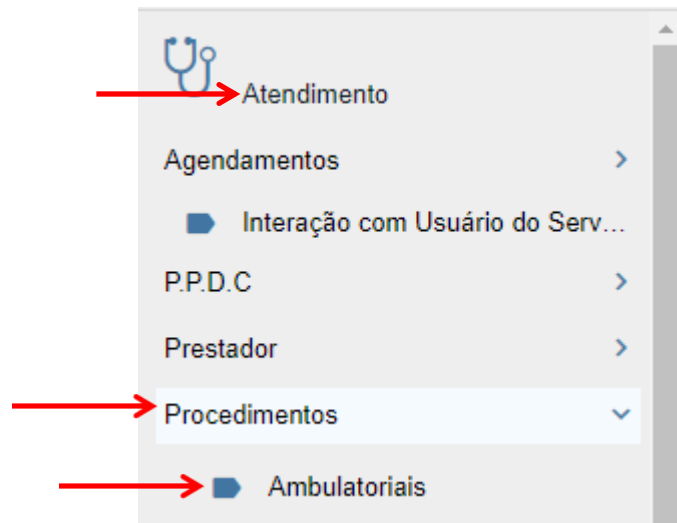 Atendimento
Agendamentos
Interação com Usuário do Serv...
P.P.D.C
Prestador
Procedimentos
Ambulatoriais